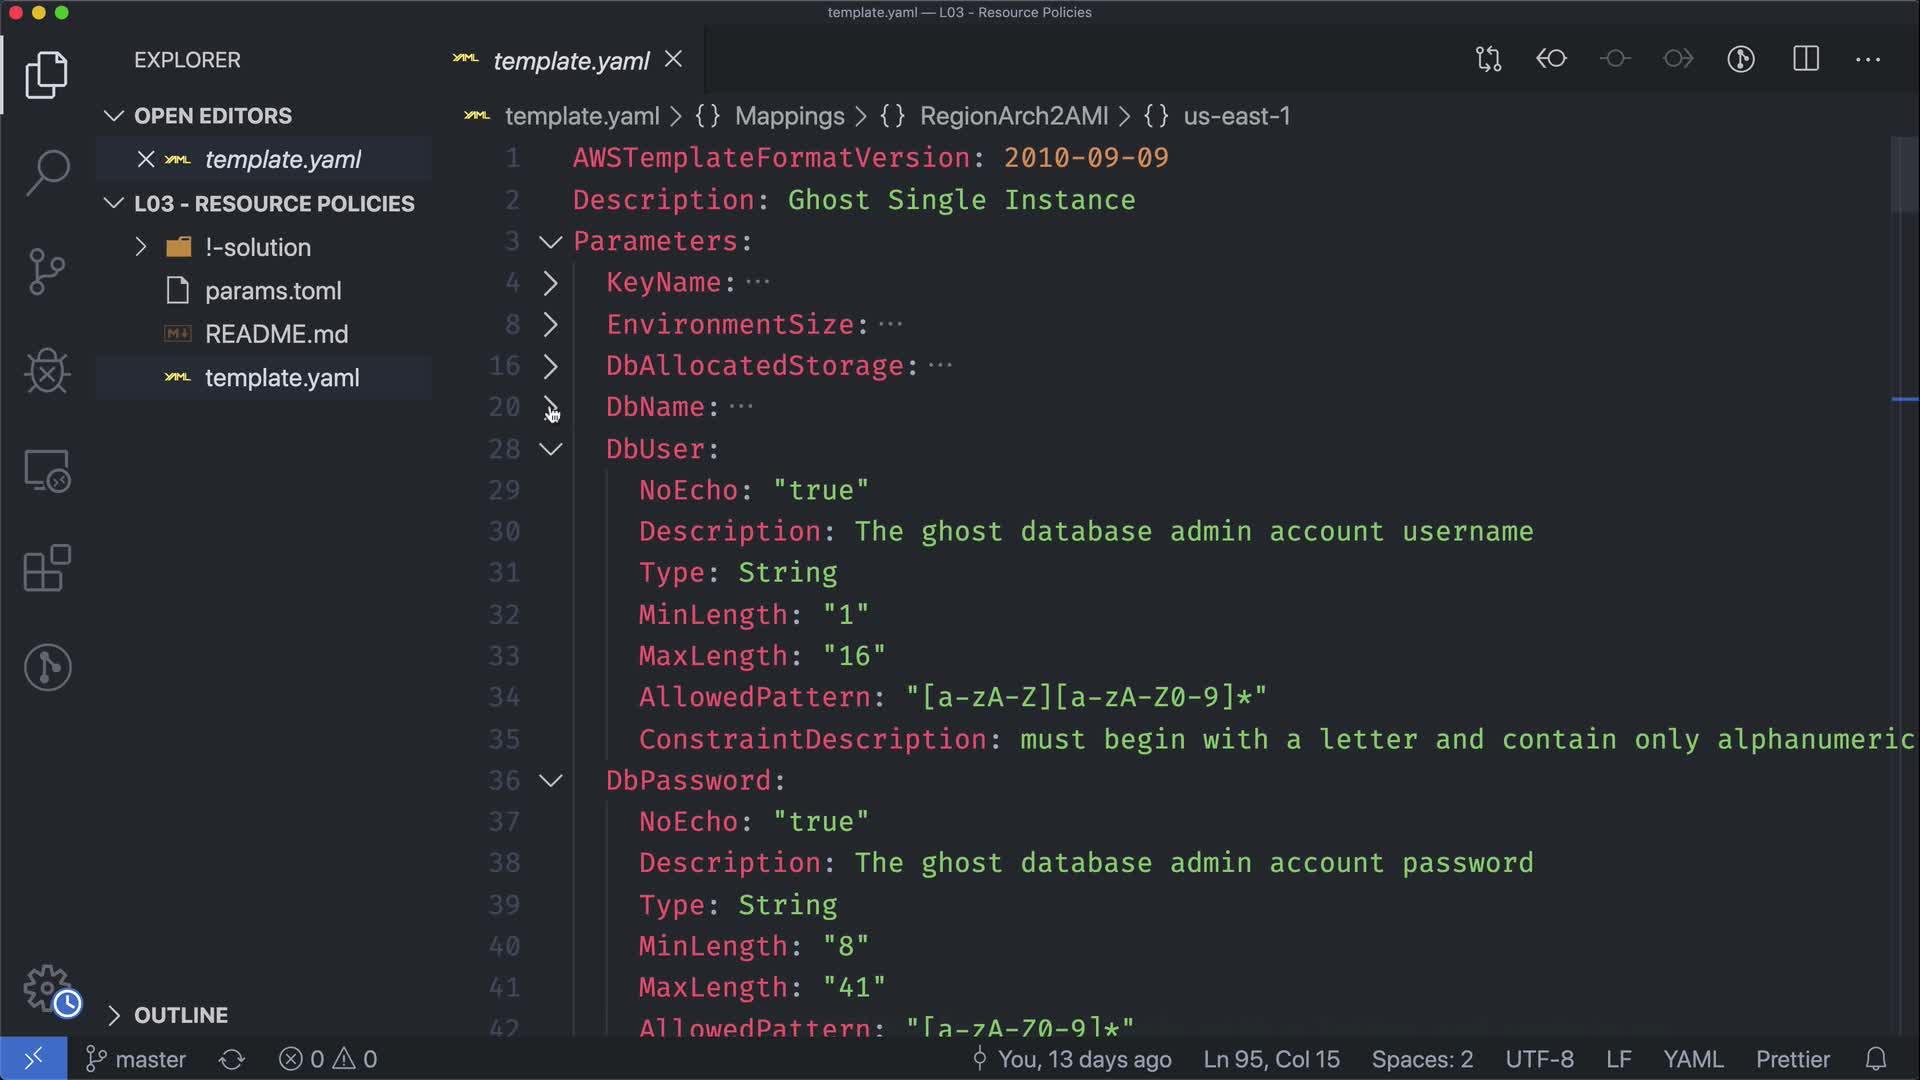 template.yaml — L03 - Resource Policies
EXPLORER
OPEN EDITORS
template.yaml
L03 - RESOURCE POLICIES
!-solution
params.toml
README.md
template.yaml
OUTLINE
template.yaml
template.yaml > {} Mappings > {} RegionArch2AMI > {} us-east-1
1 AWSTemplateFormatVersion: 2010-09-09
2 Description: Ghost Single Instance
3 Parameters:
4 KeyName: ···
8 EnvironmentSize: ···
16 DbAllocatedStorage: ···
20 DbName: ···
28 DbUser:
29 NoEcho: "true"
30 Description: The ghost database admin account username
31 Type: String
32 MinLength: "1"
33 MaxLength: "16"
34 AllowedPattern: "[a-zA-Z][a-zA-Z0-9]*"
35 ConstraintDescription: must begin with a letter and contain only alphanumeric
36 DbPassword:
37 NoEcho: "true"
38 Description: The ghost database admin account password
39 Type: String
40 MinLength: "8"
41 MaxLength: "41"
42 AllowedPattern: "[a-zA-Z0-9]*"
master 0 0 You, 13 days ago Ln 95, Col 15 Spaces: 2 UTF-8 LF YAML Prettier